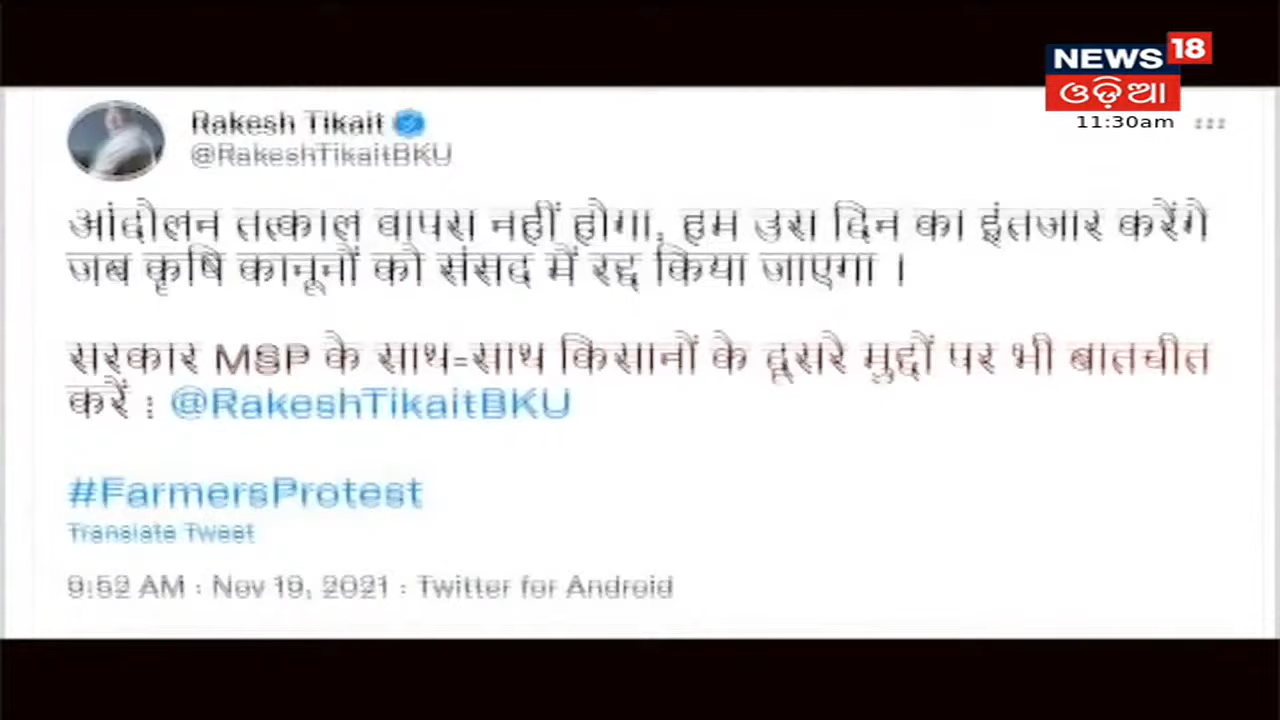 NEWS 18
ଓଡ଼ିଆ
11:30am
Rakesh Tikait
@RakeshTikaitBKU
आंदोलन तत्काल वापस नहीं होगा, हम उस दिन का इंतजार करेंगे
जब कृषि कानूनों को संसद में रद्द किया जाएगा ।
सरकार MSP के साथ-साथ किसानों के दूसरे मुद्दों पर भी बातचीत
करें : @RakeshTikaitBKU
#FarmersProtest
Translate Tweet
9:52 AM · Nov 19, 2021 · Twitter for Android